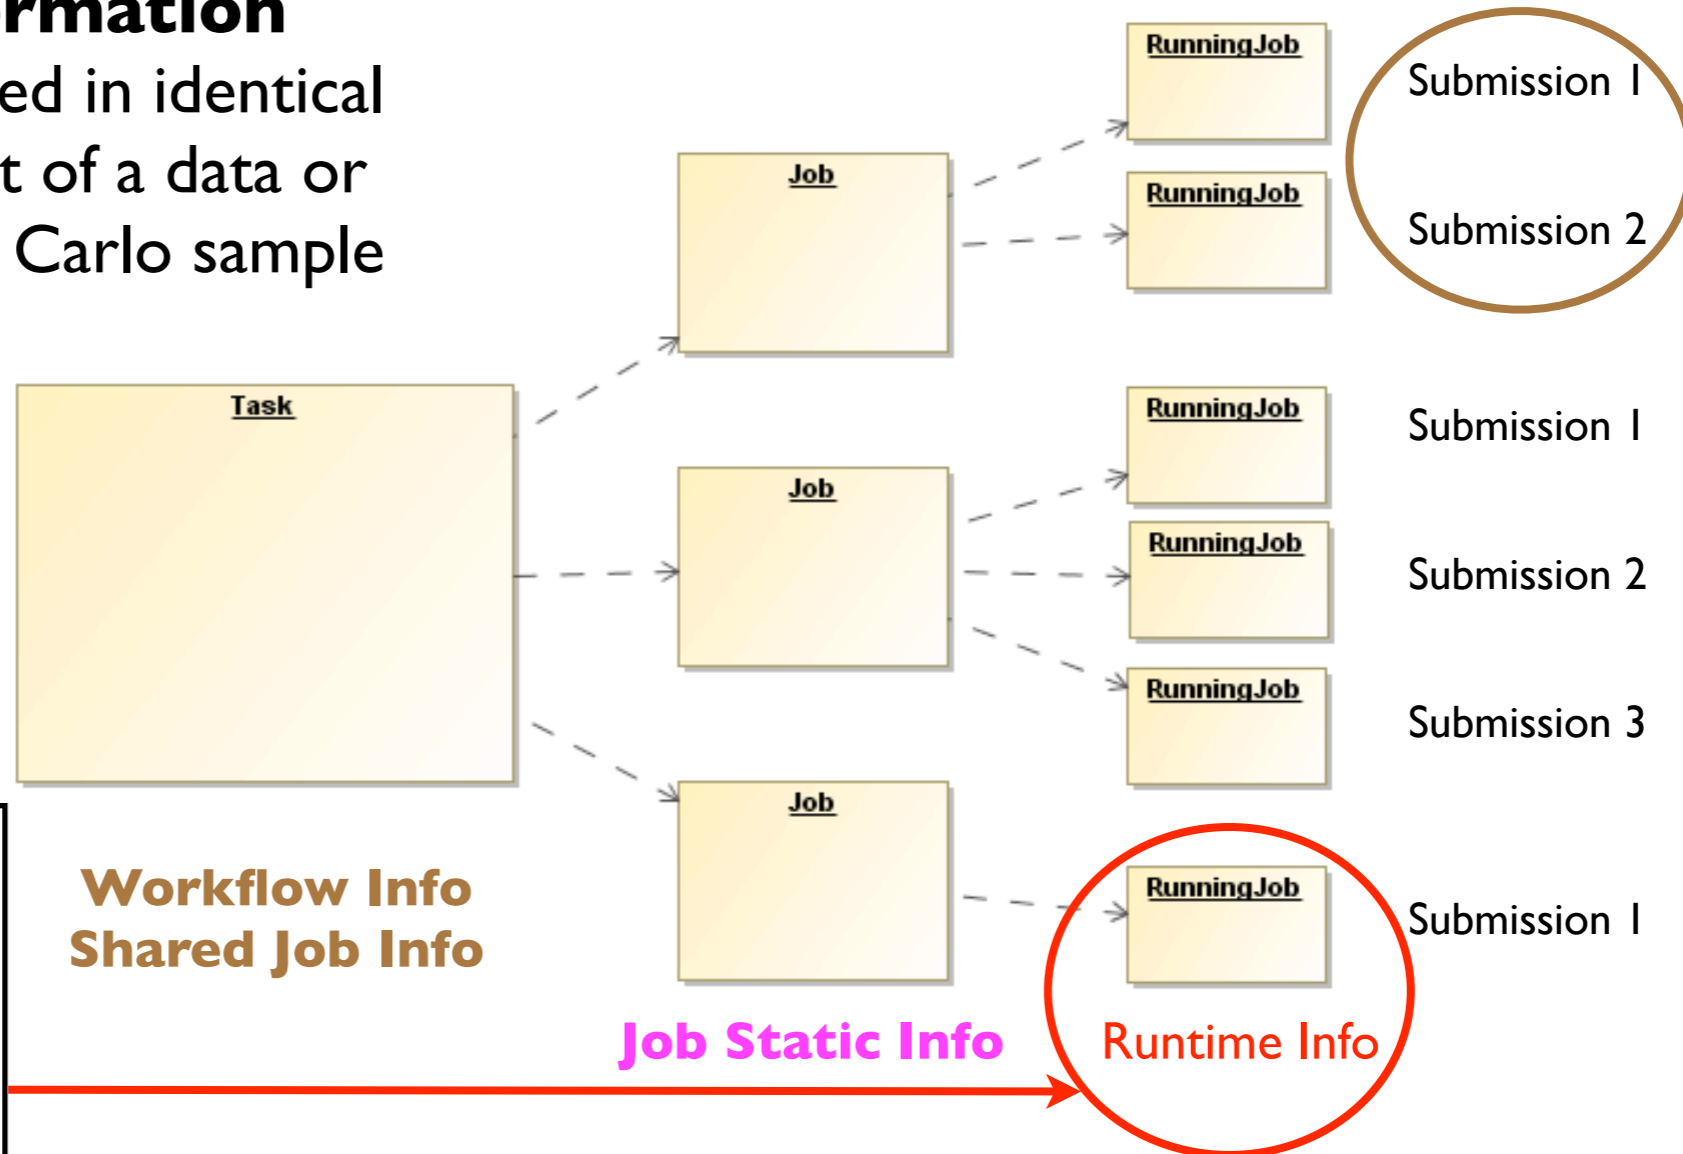 ormation
ed in identical
t of a data or
Carlo sample
RunningJob
Submission 1
Job
RunningJob
Submission 2
Task
RunningJob
Submission 1
Job
RunningJob
Submission 2
RunningJob
Submission 3
Job
RunningJob
Submission 1
Workflow Info
Shared Job Info
Job Static Info
Runtime Info